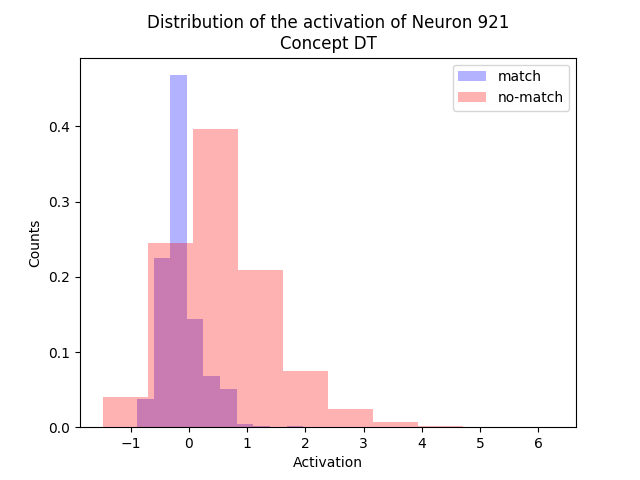 Distribution of the activation of Neuron 921
Concept DT
match
no-match
Counts
0.4
0.3
0.2
0.1
0.0
−1
0
1
2
3
4
5
6
Activation